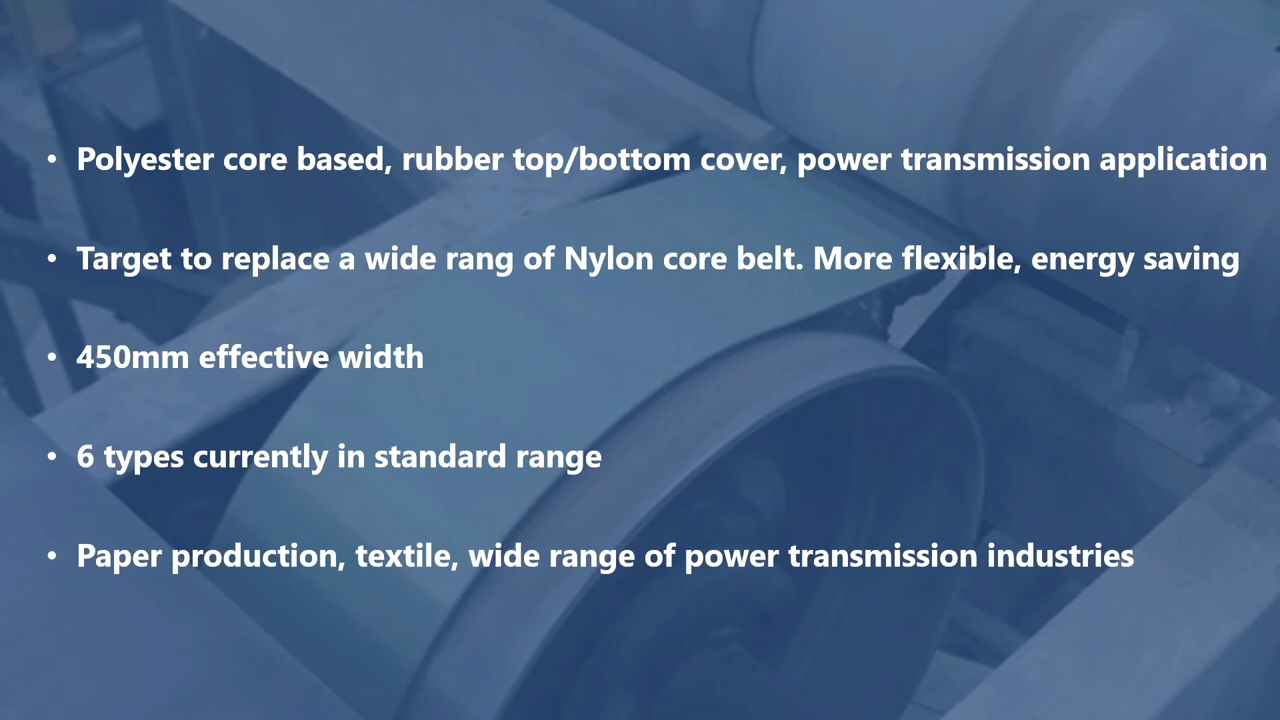 • Polyester core based, rubber top/bottom cover, power transmission application
• Target to replace a wide rang of Nylon core belt. More flexible, energy saving
• 450mm effective width
• 6 types currently in standard range
• Paper production, textile, wide range of power transmission industries